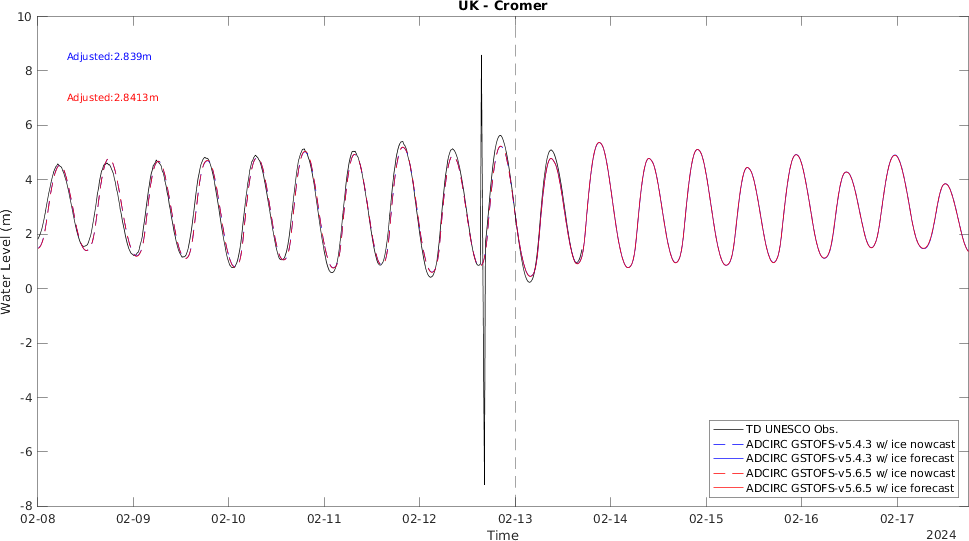 UK - Cromer
Adjusted:2.839m
Adjusted:2.8413m
10
8
6
4
2
0
-2
-4
-6
-8
Water Level (m)
TD UNESCO Obs.
ADCIRC GSTOFS-v5.4.3 w/ ice nowcast
ADCIRC GSTOFS-v5.4.3 w/ ice forecast
ADCIRC GSTOFS-v5.6.5 w/ ice nowcast
ADCIRC GSTOFS-v5.6.5 w/ ice forecast
02-08 02-09 02-10 02-11 02-12 02-13 02-14 02-15 02-16 02-17
Time
2024